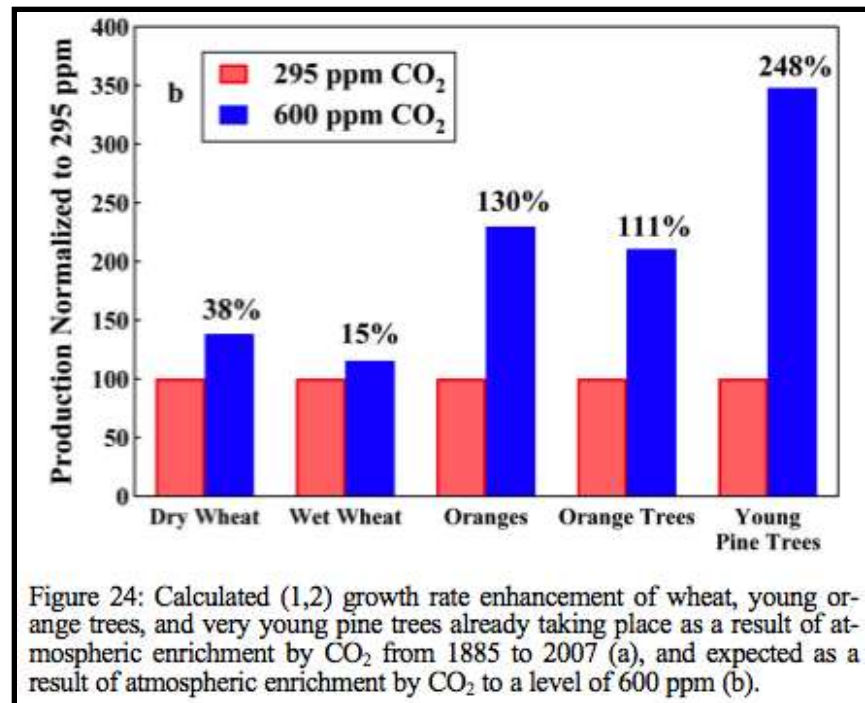 400
350
300
250
200
150
100
50
0
Production Normalized to 295 ppm
b
295 ppm CO₂
600 ppm CO₂
38%
15%
130%
111%
248%
Dry Wheat
Wet Wheat
Oranges
Orange Trees
Young
Pine Trees
Figure 24: Calculated (1,2) growth rate enhancement of wheat, young or-
ange trees, and very young pine trees already taking place as a result of at-
mospheric enrichment by CO₂ from 1885 to 2007 (a), and expected as a
result of atmospheric enrichment by CO₂ to a level of 600 ppm (b).